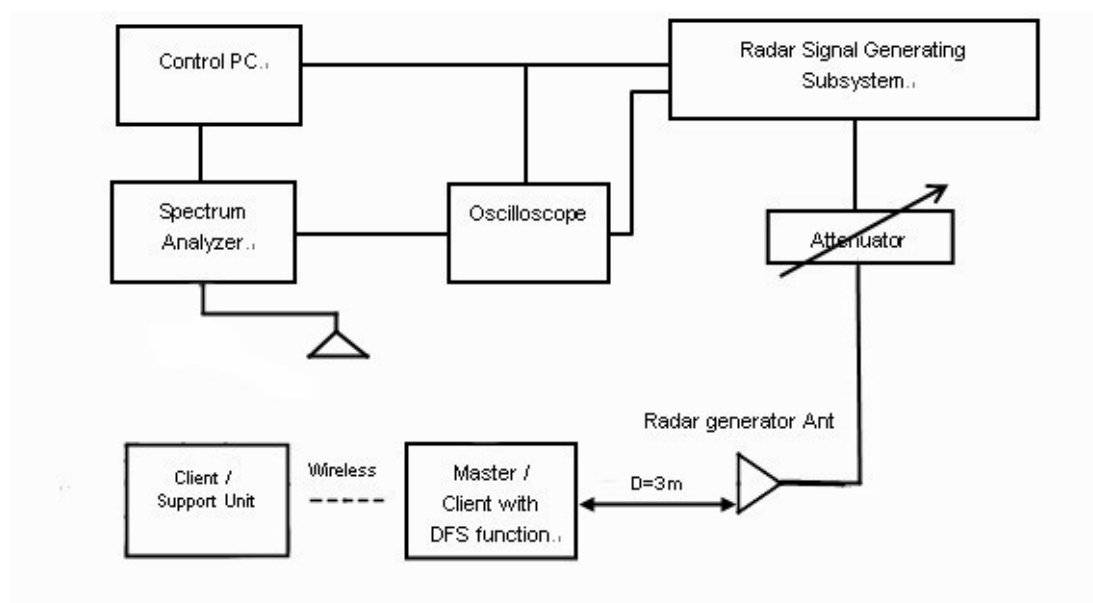 Control PC.
Radar Signal Generating
Subsystem.
Spectrum
Analyzer.
Oscilloscope
Attenuator
Radar generator Ant
Client /
Support Unit
Wireless
Master /
Client with
DFS function.
D=3m